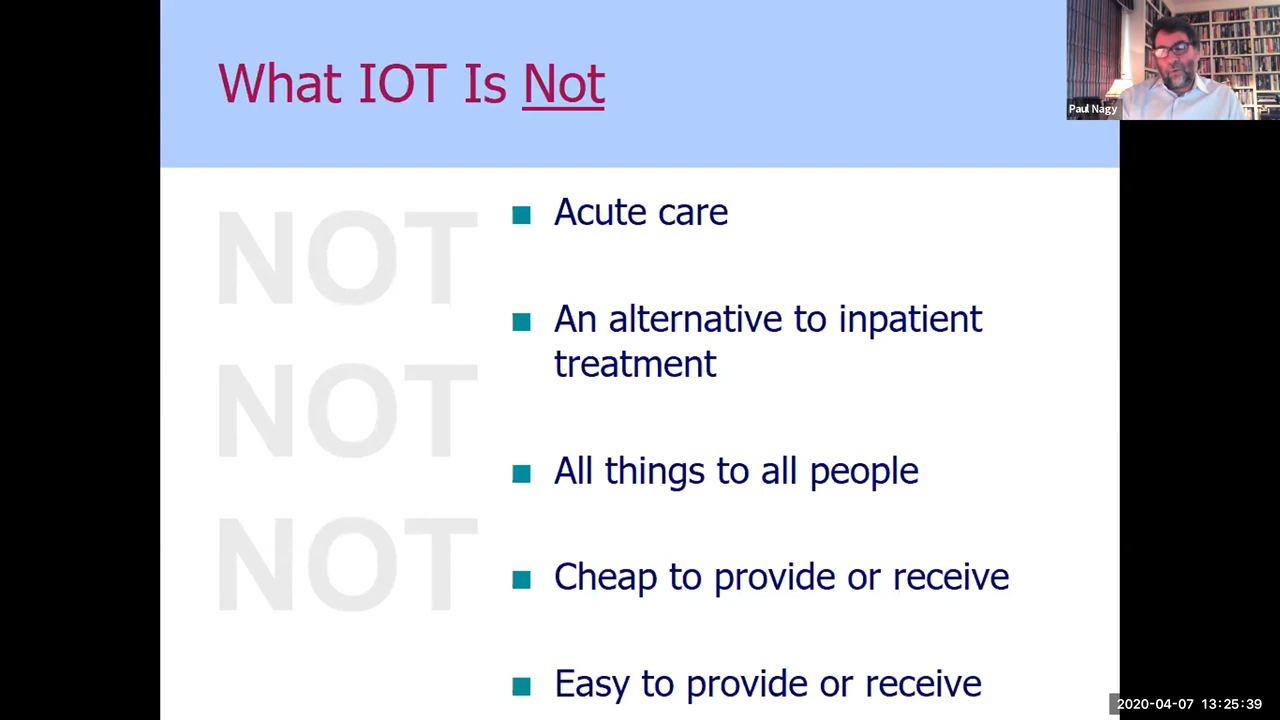 What IOT Is Not
Paul Nagy
NOT
NOT
NOT
Acute care
An alternative to inpatient
treatment
All things to all people
Cheap to provide or receive
Easy to provide or receive
2020-04-07 13:25:39